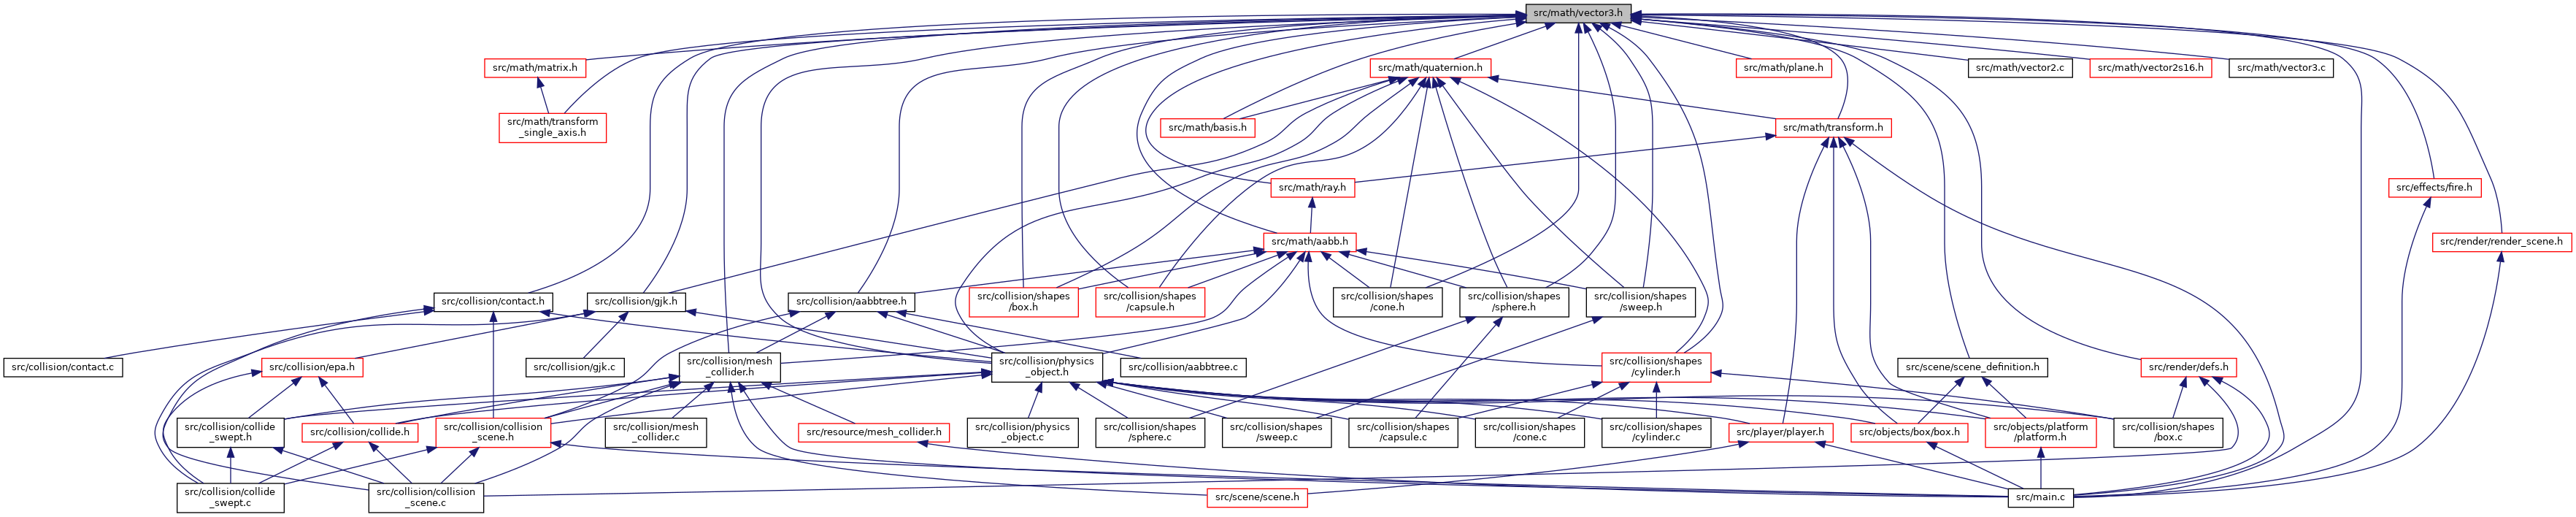 src/math/vector3.h
src/math/matrix.h
src/math/quaternion.h
src/math/plane.h
src/math/vector2.c
src/math/vector2s16.h
src/math/vector3.c
src/math/transform
_single_axis.h
src/math/basis.h
src/math/transform.h
src/math/ray.h
src/effects/fire.h
src/math/aabb.h
src/render/render_scene.h
src/collision/contact.h
src/collision/gjk.h
src/collision/aabbtree.h
src/collision/shapes
/box.h
src/collision/shapes
/capsule.h
src/collision/shapes
/cone.h
src/collision/shapes
/sphere.h
src/collision/shapes
/sweep.h
src/collision/contact.c
src/collision/epa.h
src/collision/gjk.c
src/collision/mesh
_collider.h
src/collision/physics
_object.h
src/collision/aabbtree.c
src/collision/shapes
/cylinder.h
src/scene/scene_definition.h
src/render/defs.h
src/collision/collide
_swept.h
src/collision/collide.h
src/collision/collision
_scene.h
src/collision/mesh
_collider.c
src/resource/mesh_collider.h
src/collision/physics
_object.c
src/collision/shapes
/sphere.c
src/collision/shapes
/sweep.c
src/collision/shapes
/capsule.c
src/collision/shapes
/cone.c
src/collision/shapes
/cylinder.c
src/player/player.h
src/objects/box/box.h
src/objects/platform
/platform.h
src/collision/shapes
/box.c
src/collision/collide
_swept.c
src/collision/collision
_scene.c
src/scene/scene.h
src/main.c